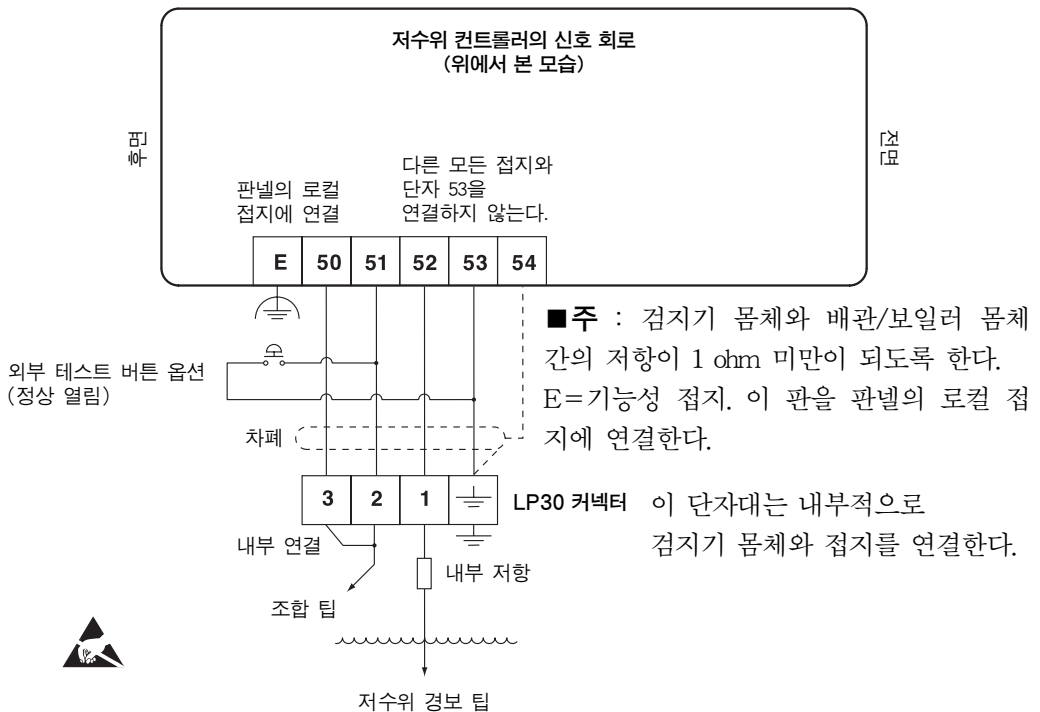 저수위 컨트롤러의 신호 회로
(위에서 본 모습)
후면
전면
판넬의 로컬
접지에 연결
다른 모든 접지와
단자 53을
연결하지 않는다.
E 50 51 52 53 54
■주 : 검지기 몸체와 배관/보일러 몸체
간의 저항이 1 ohm 미만이 되도록 한다.
E=기능성 접지. 이 판을 판넬의 로컬 접
지에 연결한다.
외부 테스트 버튼 옵션
(정상 열림)
차폐
3 2 1
LP30 커넥터
이 단자대는 내부적으로
검지기 몸체와 접지를 연결한다.
내부 연결
내부 저항
조합 팁
저수위 경보 팁